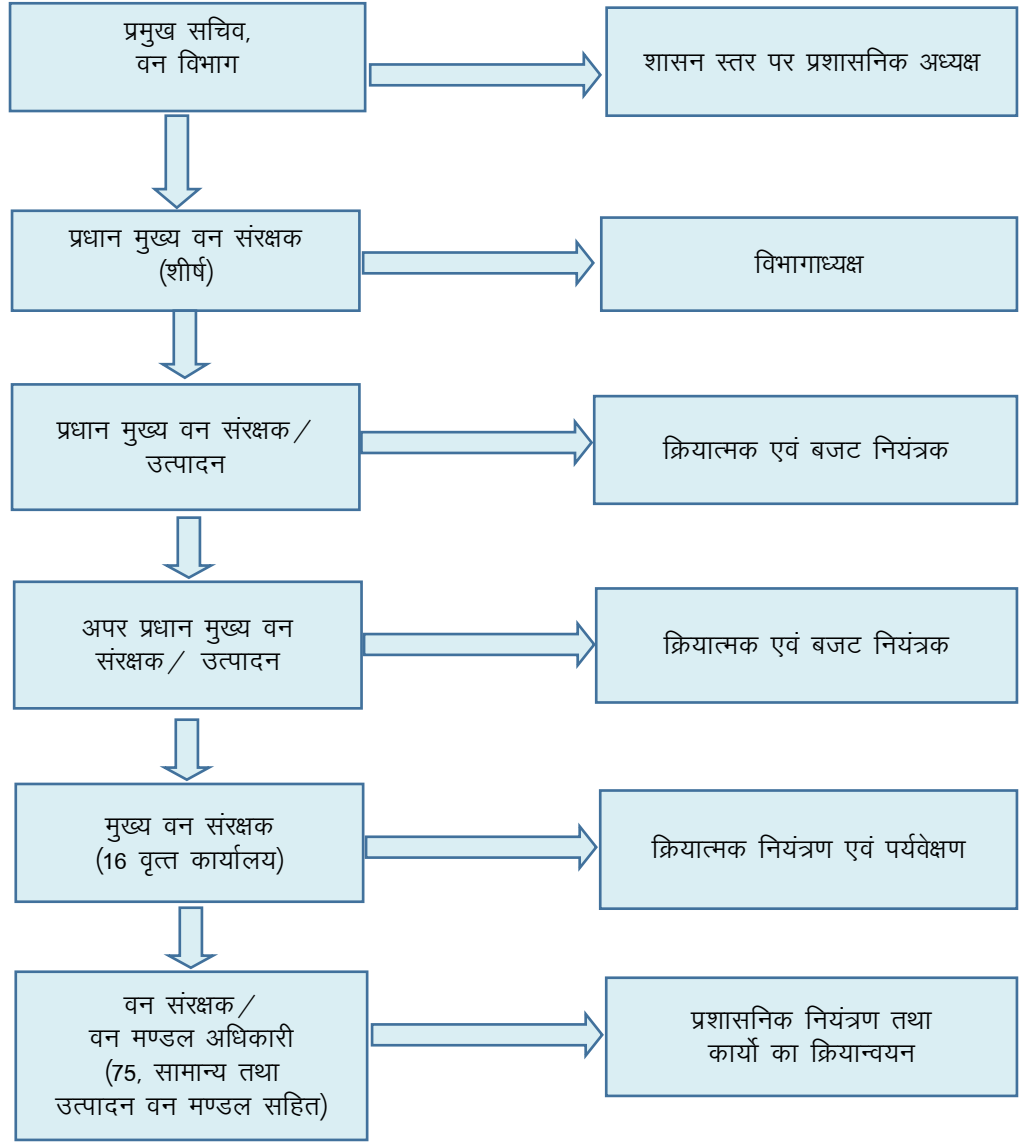 प्रमुख सचिव,
वन विभाग
शासन स्तर पर प्रशासनिक अध्यक्ष
प्रधान मुख्य वन संरक्षक
(शीर्ष)
विभागाध्यक्ष
प्रधान मुख्य वन संरक्षक/
उत्पादन
क्रियात्मक एवं बजट नियंत्रक
अपर प्रधान मुख्य वन
संरक्षक/ उत्पादन
क्रियात्मक एवं बजट नियंत्रक
मुख्य वन संरक्षक
(16 वृत्त कार्यालय)
क्रियात्मक नियंत्रण एवं पर्यवेक्षण
वन संरक्षक/
वन मण्डल अधिकारी
(75, सामान्य तथा
उत्पादन वन मण्डल सहित)
प्रशासनिक नियंत्रण तथा
कार्यो का क्रियान्वयन